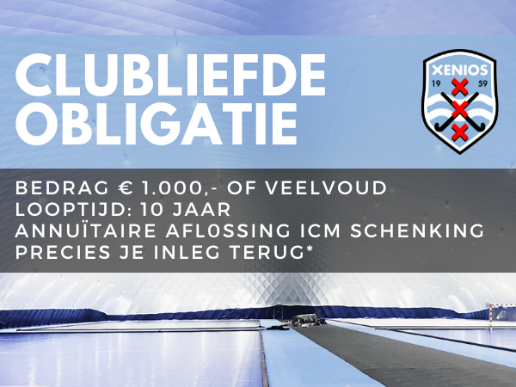 CLUBLIEFDE
OBLIGATIE
XENIOS
19 59
BEDRAG € 1.000,- OF VEELVOUD
LOOPTIJD: 10 JAAR
ANNUÏTAIRE AFLOSSING ICM SCHENKING
PRECIES JE INLEG TERUG*